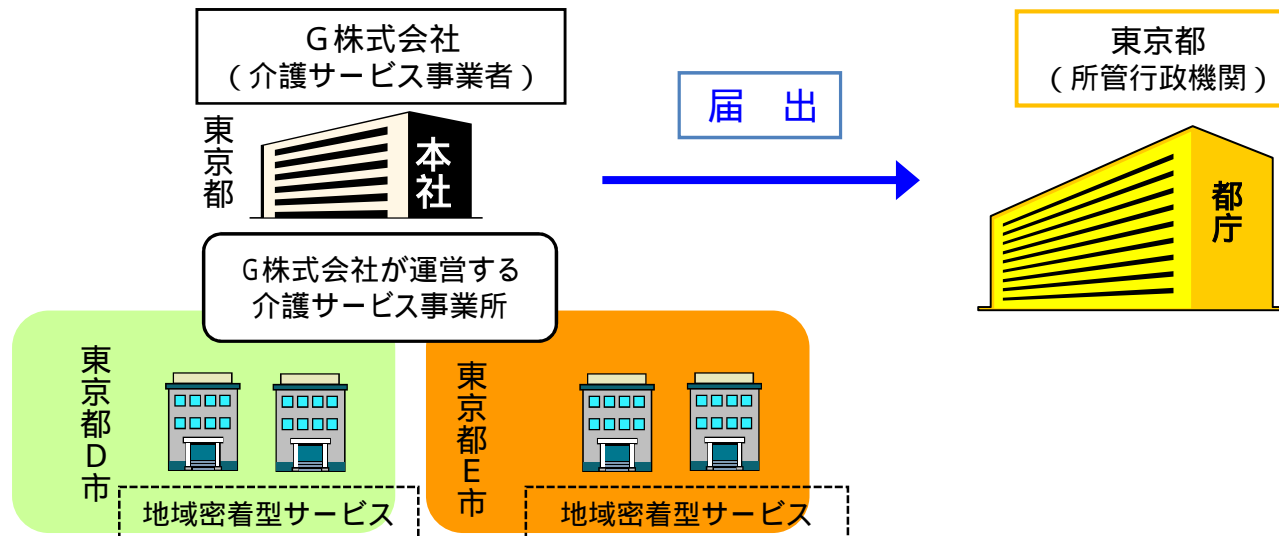 G株式会社
(介護サービス事業者)
東京都
本社
届 出
東京都
(所管行政機関)
都庁
G株式会社が運営する
介護サービス事業所
東京都D市
地域密着型サービス
東京都E市
地域密着型サービス